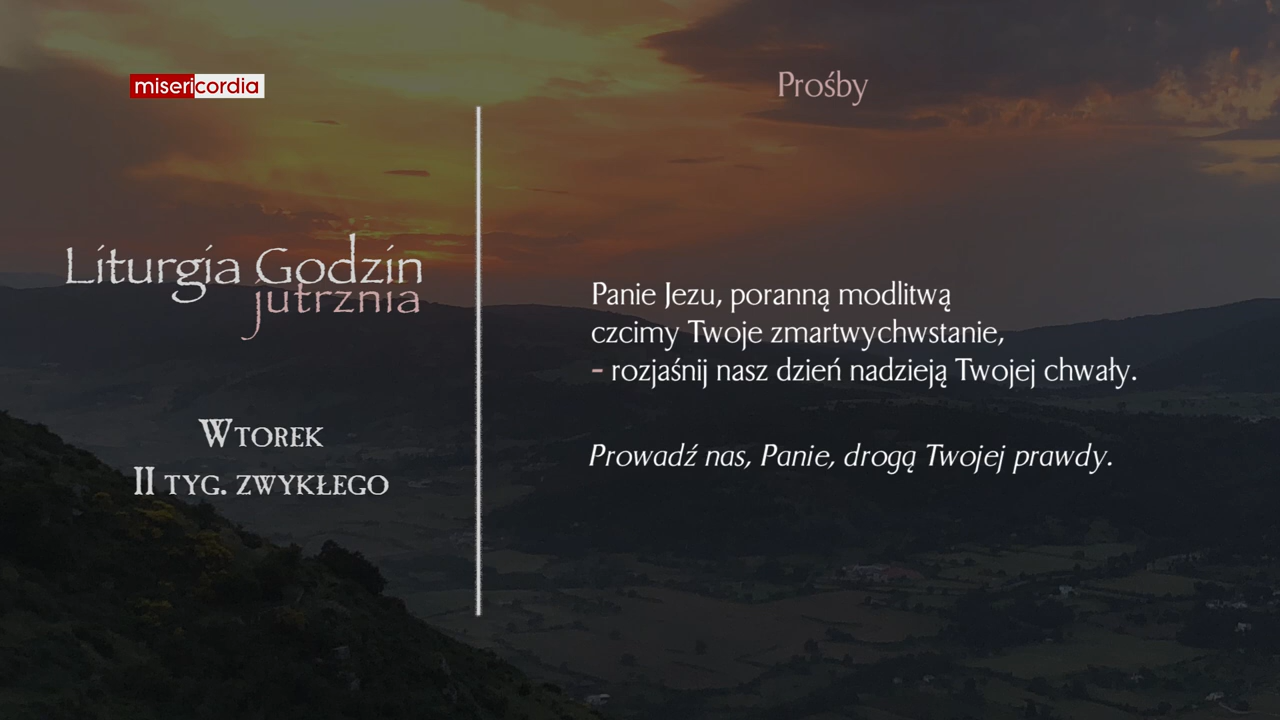 misericordia
Liturgia Godzin
jutrznia
Wtorek
II tyg. zwykłego
Prośby
Panie Jezu, poranną modlitwą
czcimy Twoje zmartwychwstanie,
- rozjaśnij nasz dzień nadzieją Twojej chwały.
Prowadź nas, Panie, drogą Twojej prawdy.